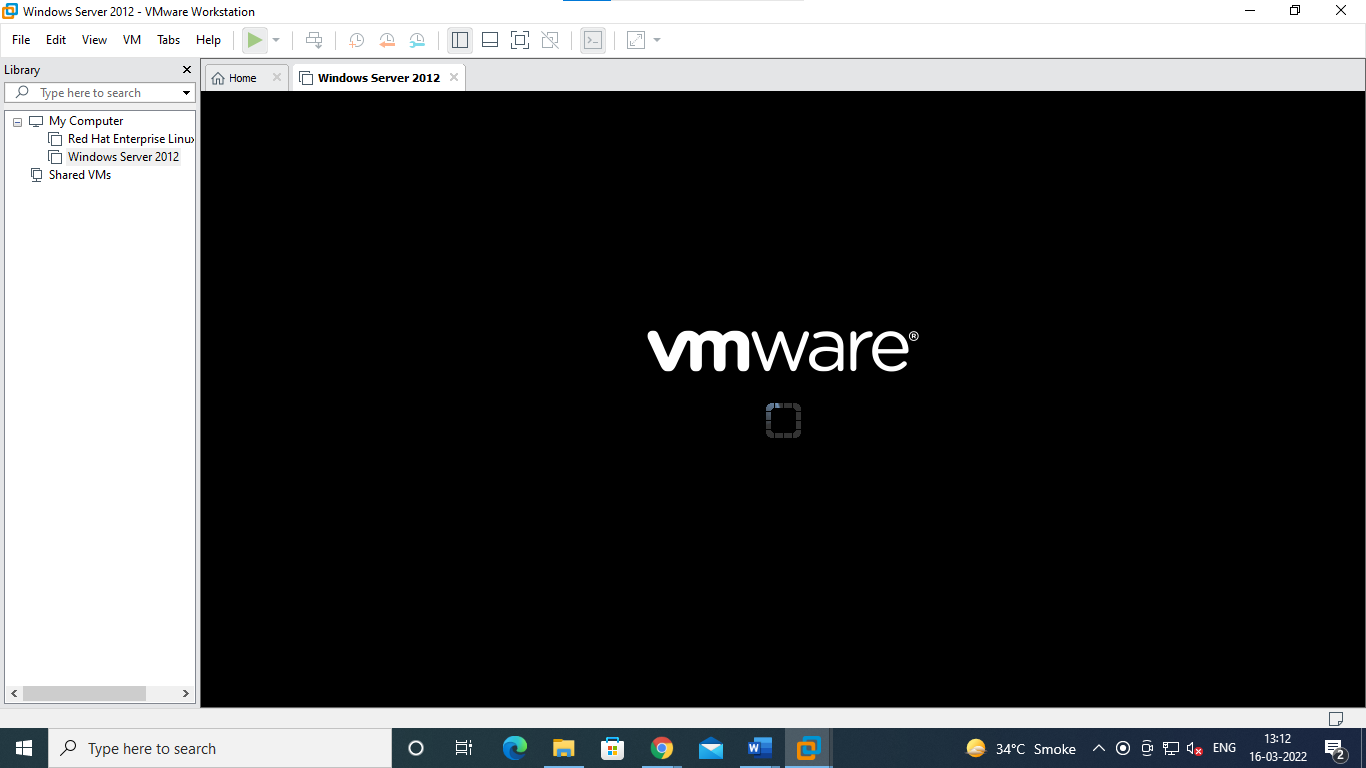 Windows Server 2012 - VMware Workstation
File Edit View VM Tabs Help
Library
Type here to search
Home
Windows Server 2012
My Computer
Red Hat Enterprise Linux
Windows Server 2012
Shared VMs
vmware®
Type here to search
34°C Smoke
ENG
13:12
16-03-2022
2